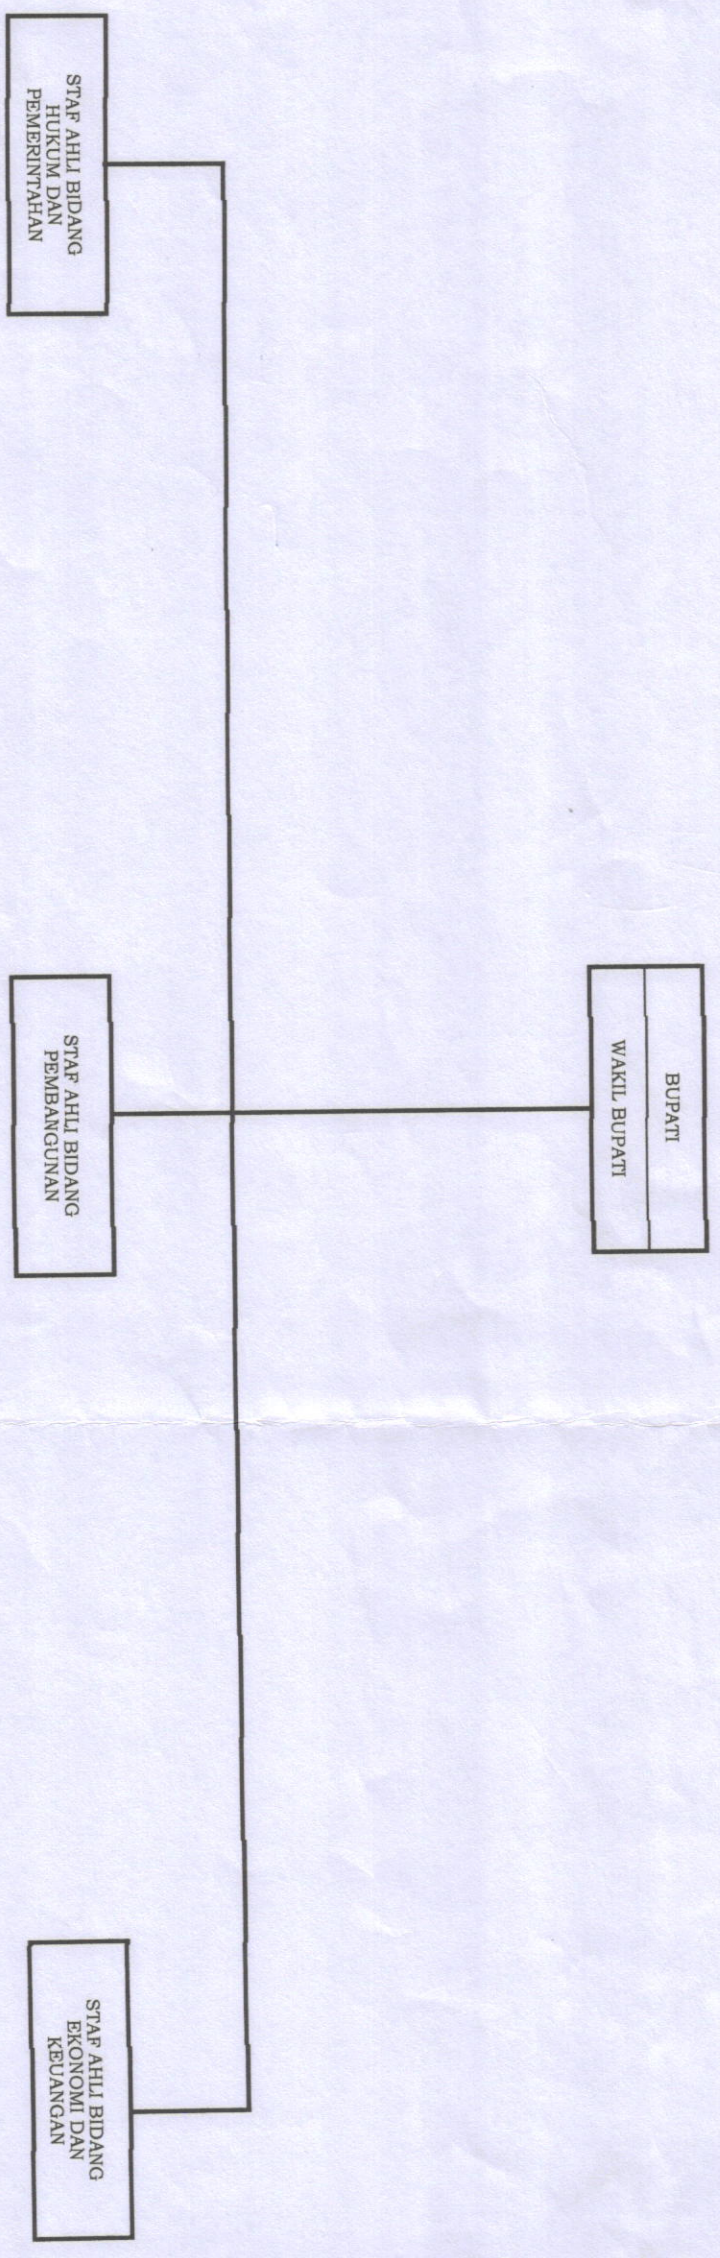 BUPATI
WAKIL BUPATI
STAF AHLI BIDANG
HUKUM DAN
PEMERINTAHAN
STAF AHLI BIDANG
PEMBANGUNAN
STAF AHLI BIDANG
EKONOMI DAN
KEUANGAN